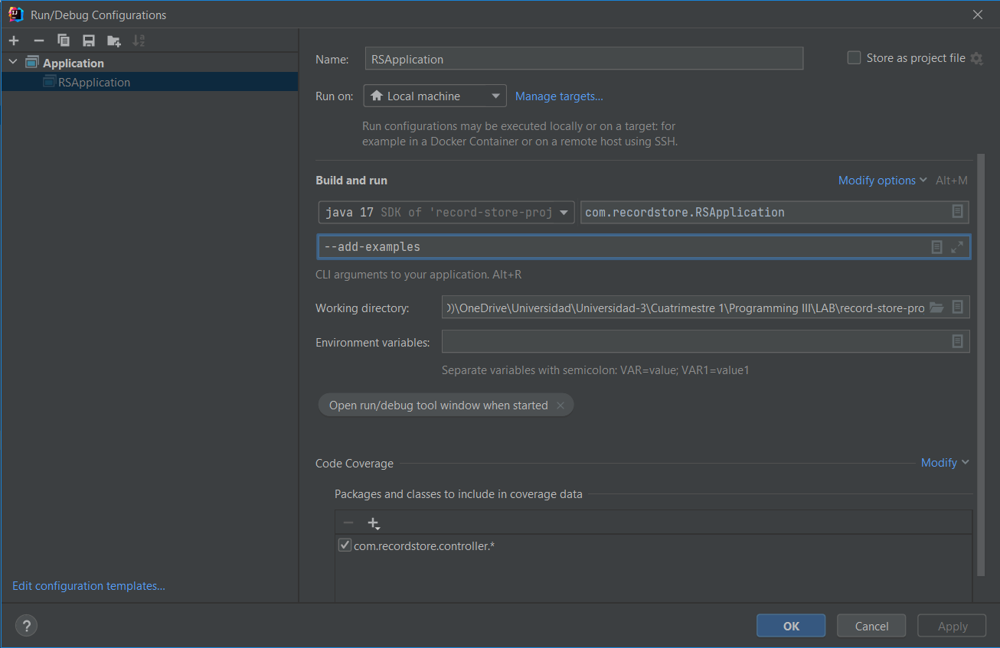 Run/Debug Configurations
Application
RSApplication
Edit configuration templates...
Name: RSApplication
Store as project file
Run on: Local machine Manage targets...
Run configurations may be executed locally or on a target: for
example in a Docker Container or on a remote host using SSH.
Build and run Modify options Alt+M
java 17 SDK of 'record-store-proj com.recordstore.RSApplication
--add-examples
CLI arguments to your application. Alt+R
Working directory: ))\OneDrive\Universidad\Universidad-3\Cuatrimestre 1\Programming III\LAB\record-store-pro
Environment variables:
Separate variables with semicolon: VAR=value; VAR1=value1
Open run/debug tool window when started
Code Coverage Modify
Packages and classes to include in coverage data
com.recordstore.controller.*
? OK Cancel Apply